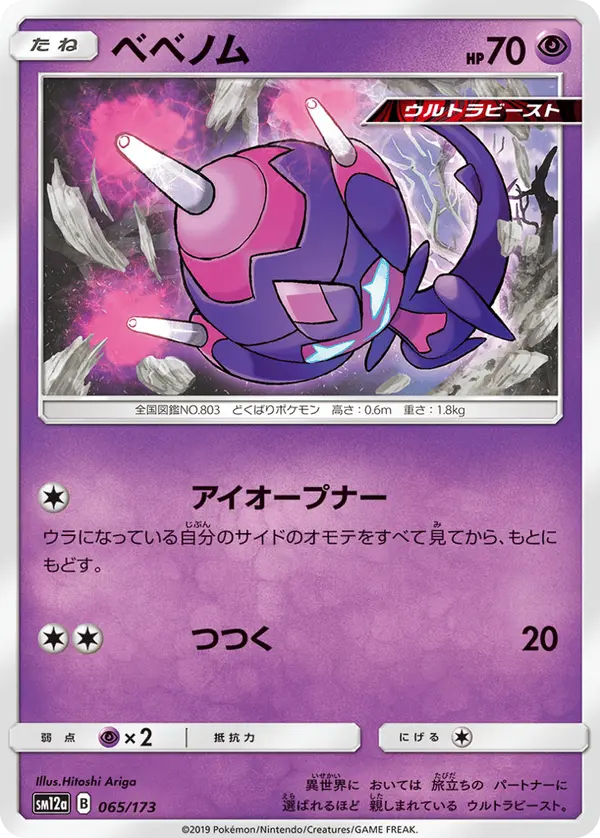 たね ベベノム HP70
ウルトラビースト
全国図鑑NO.803 どくばりポケモン 高さ:0.6m 重さ:1.8kg
アイオープナー
ウラになっている自分のサイドのオモテをすべて見てから、もとに
もどす。
つつく 20
弱点 ×2 抵抗力 にげる
Illus.Hitoshi Ariga
異世界に おいては 旅立ちの パートナーに
選ばれるほど 親しまれている ウルトラビースト。
SM12a B 065/173
©2019 Pokémon/Nintendo/Creatures/GAME FREAK.